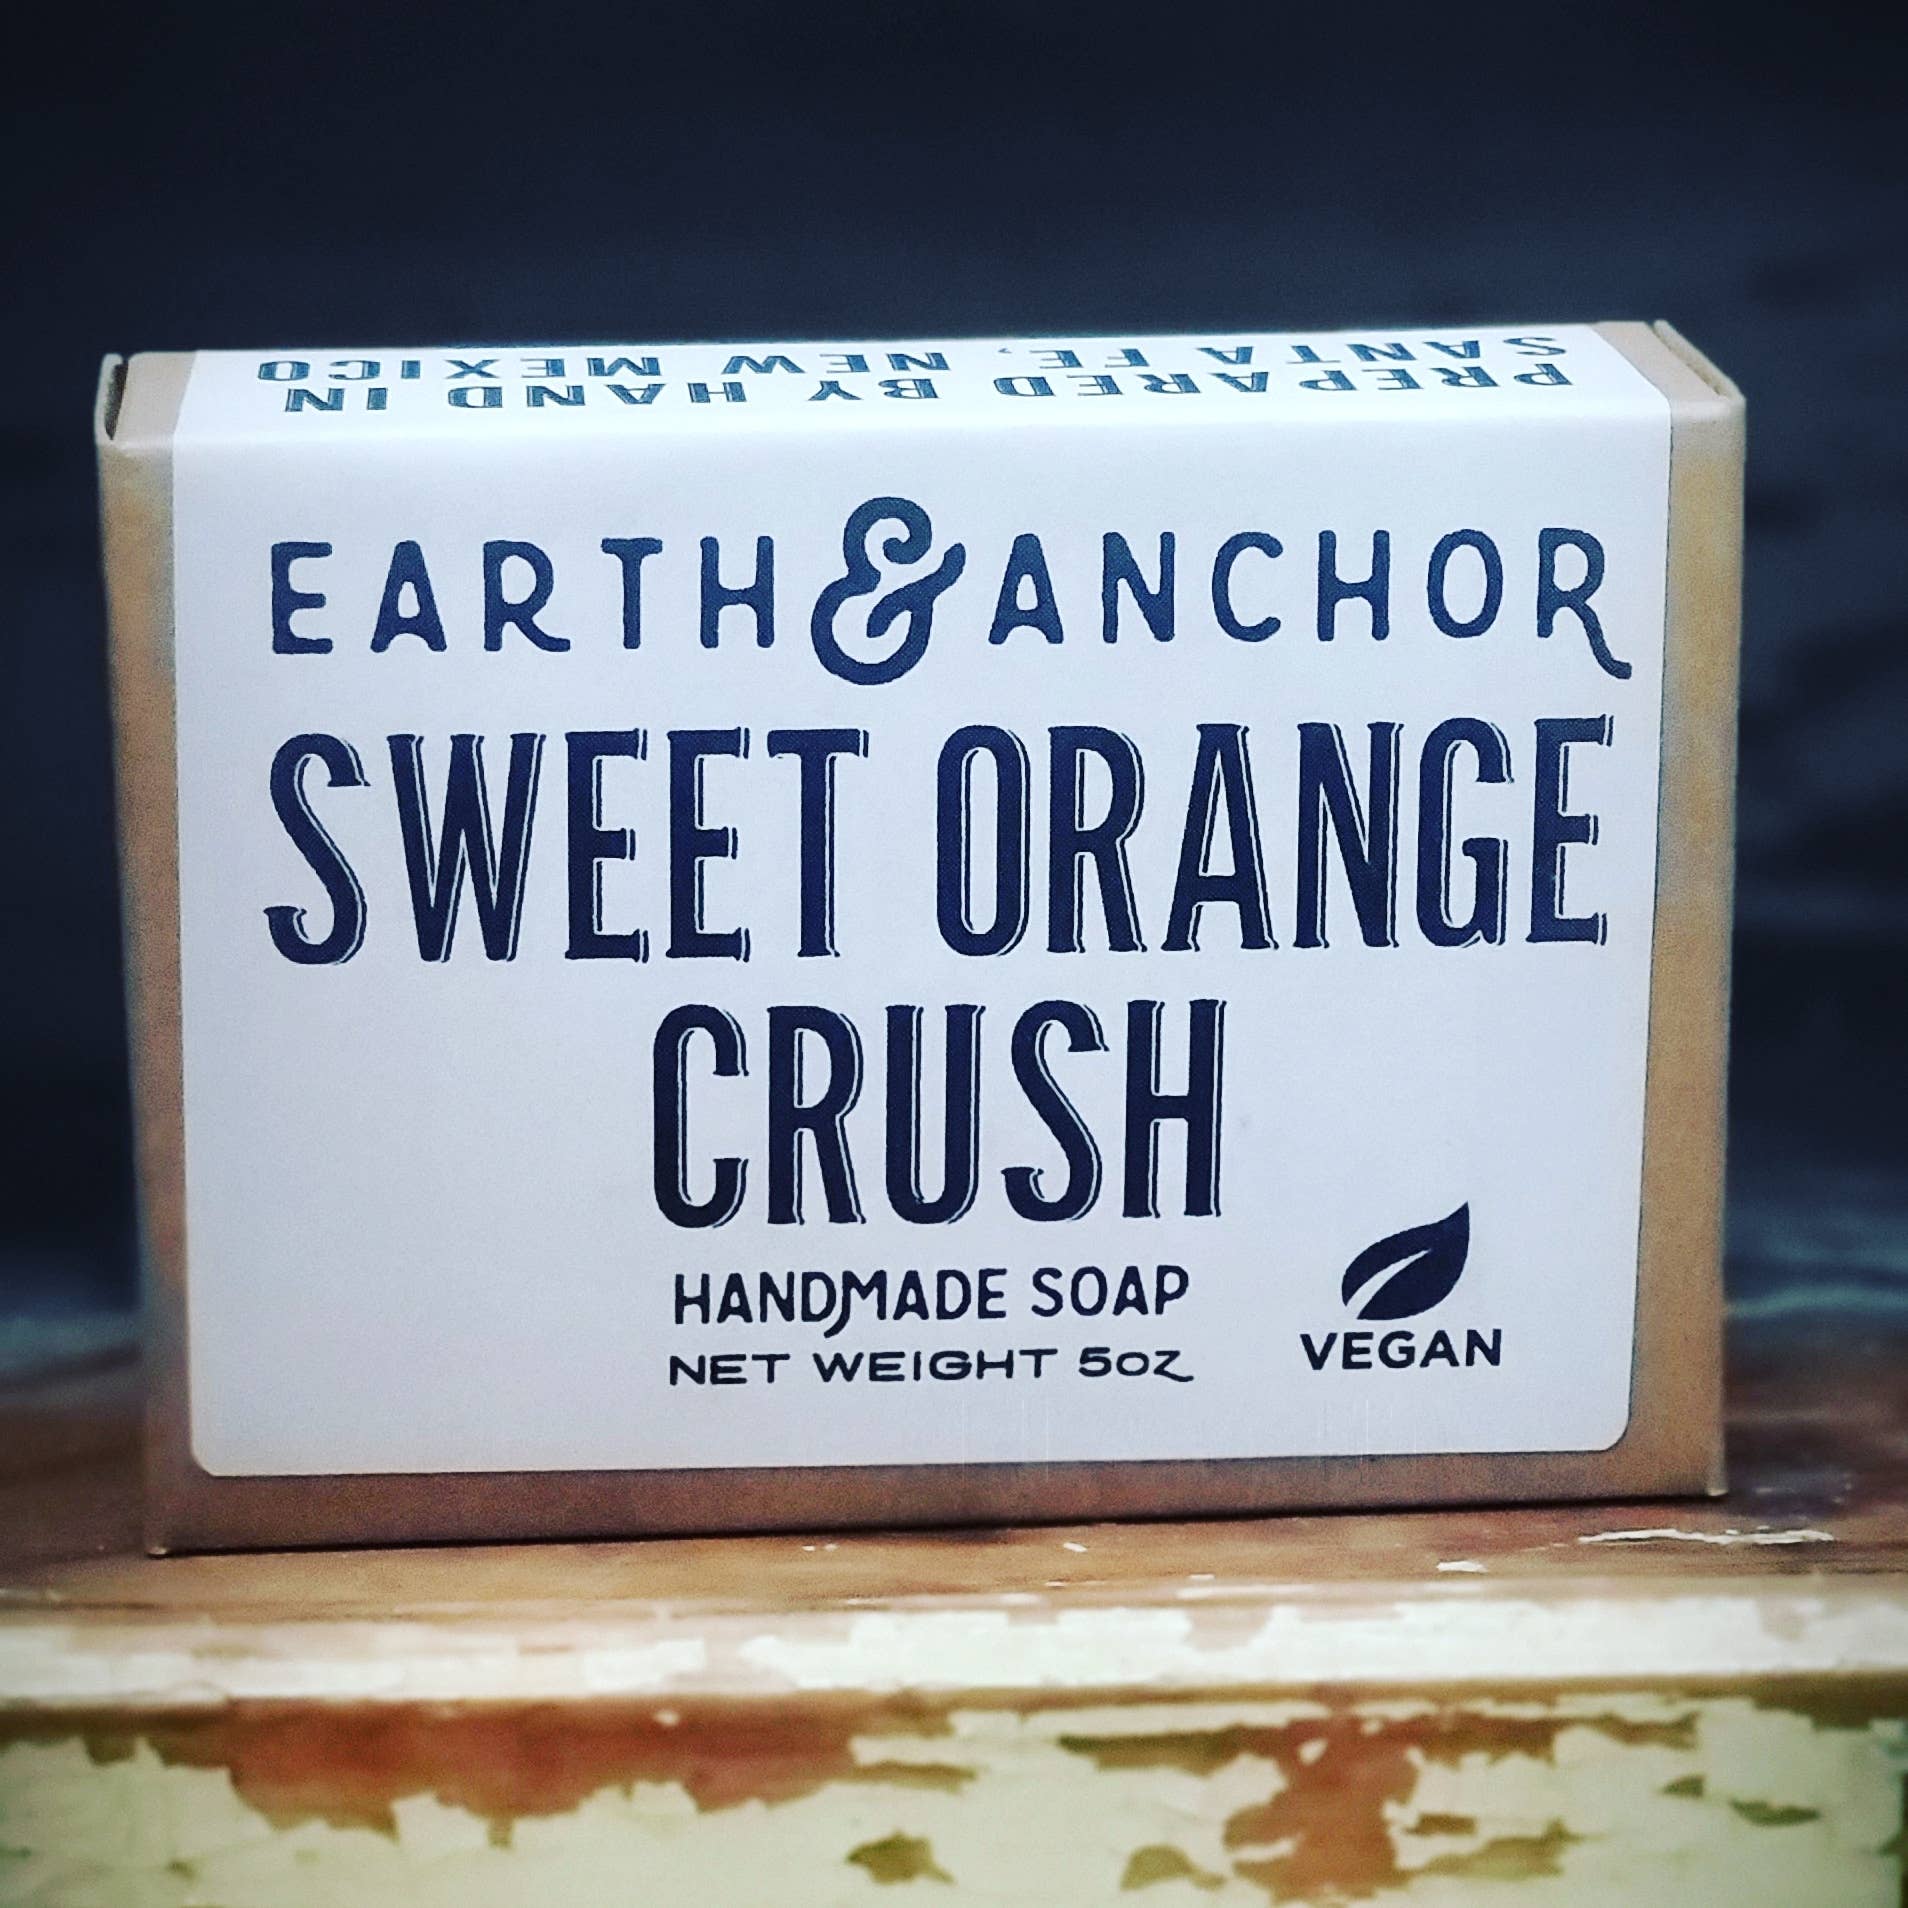 PREPARED BY HAND IN
SANTA FE, NEW MEXICO
EARTH & ANCHOR
SWEET ORANGE
CRUSH
HANDMADE SOAP
NET WEIGHT 5OZ
VEGAN